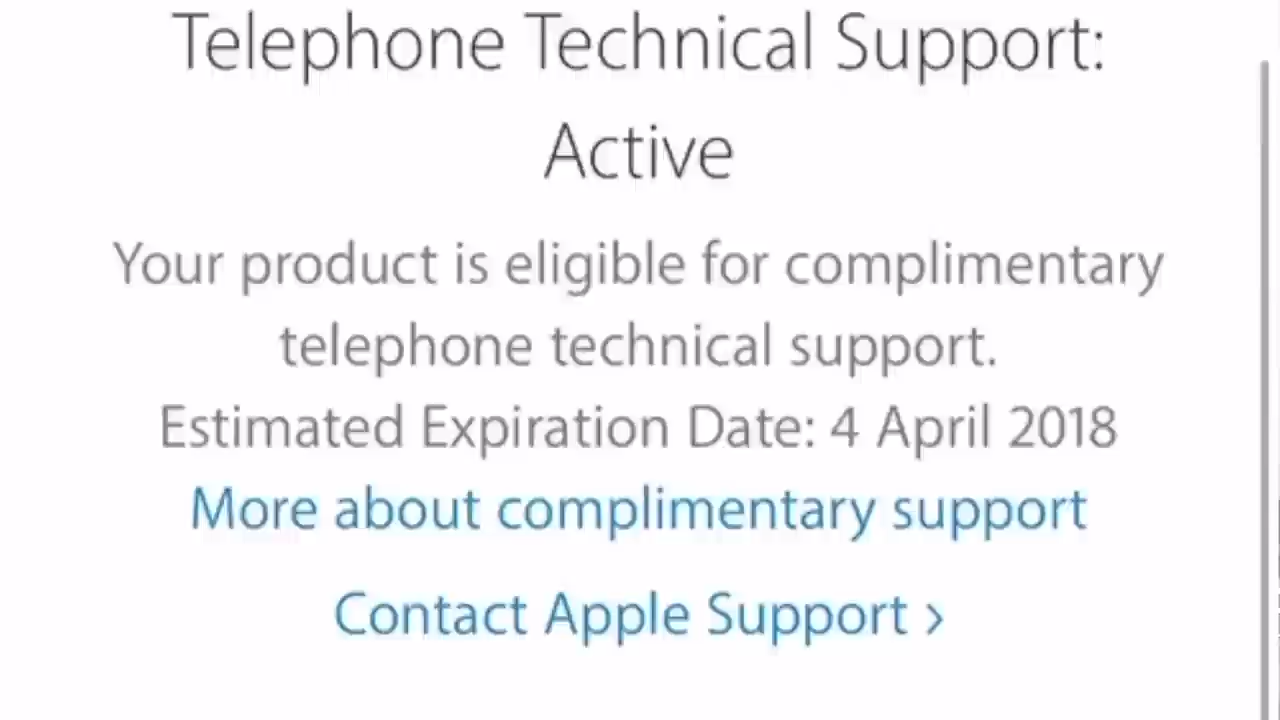 Telephone Technical Support:
Active
Your product is eligible for complimentary
telephone technical support.
Estimated Expiration Date: 4 April 2018
More about complimentary support
Contact Apple Support >